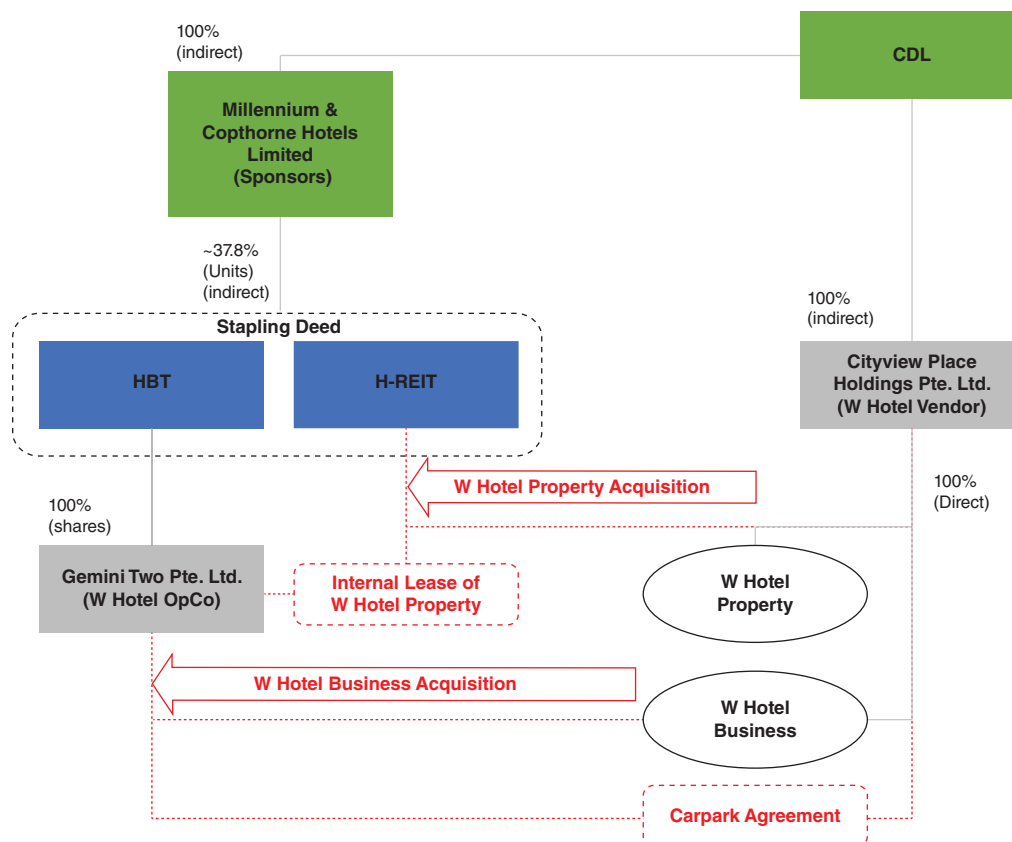 100%
(indirect)
CDL
Millennium &
Copthorne Hotels
Limited
(Sponsors)
~37.8%
(Units)
(indirect)
100%
(indirect)
Stapling Deed
HBT
H-REIT
Cityview Place
Holdings Pte. Ltd.
(W Hotel Vendor)
W Hotel Property Acquisition
100%
(Direct)
100%
(shares)
Gemini Two Pte. Ltd.
(W Hotel OpCo)
Internal Lease of
W Hotel Property
W Hotel
Property
W Hotel Business Acquisition
W Hotel
Business
Carpark Agreement